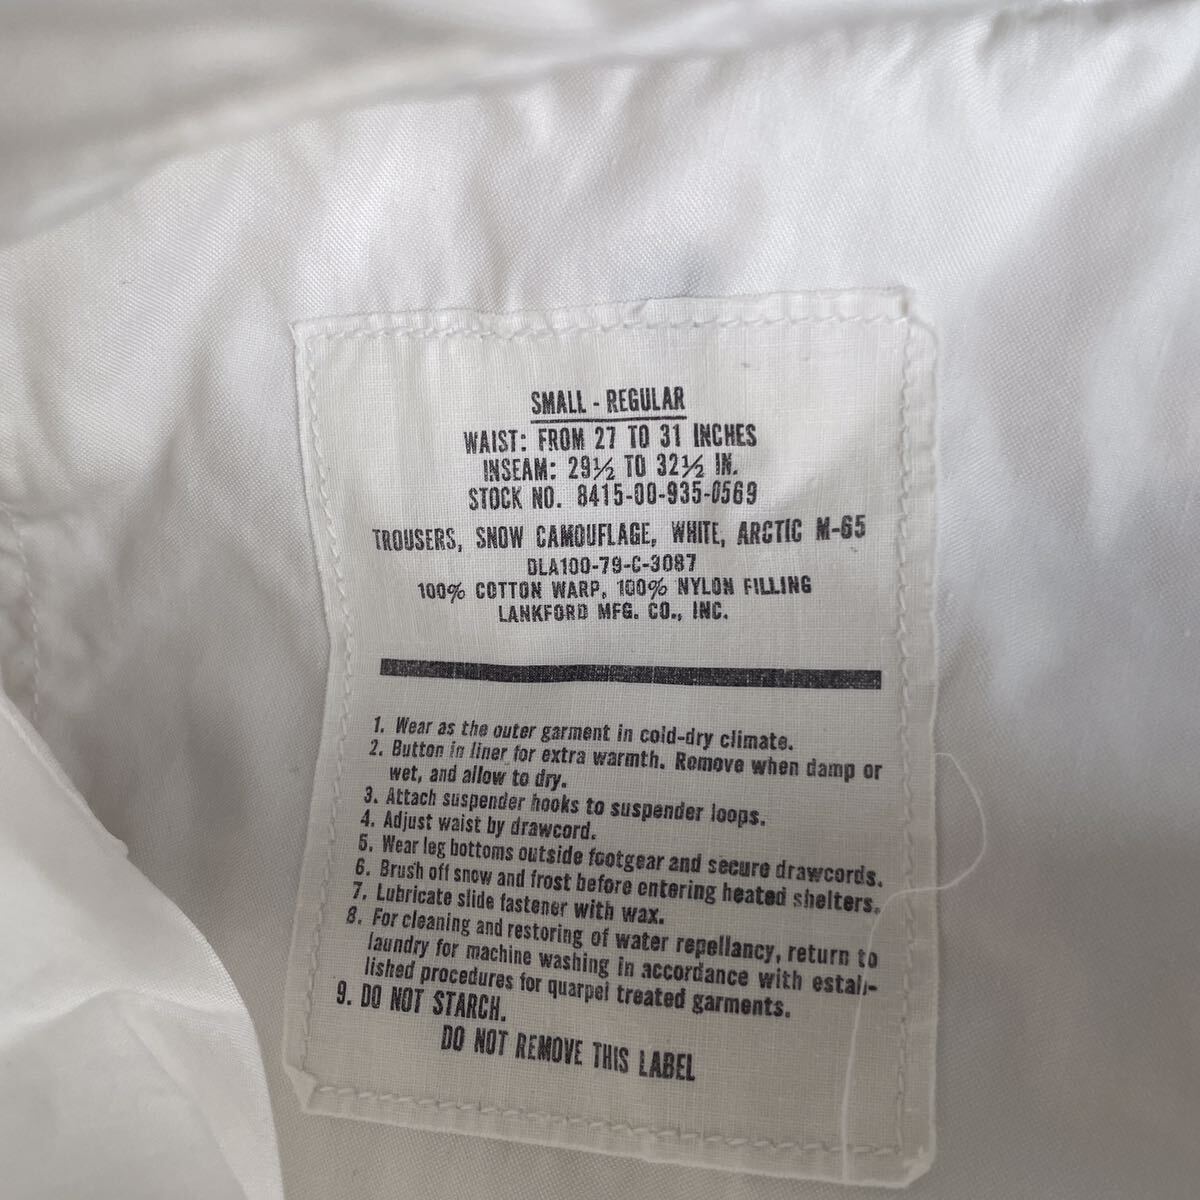 SMALL - REGULAR
WAIST: FROM 27 TO 31 INCHES
INSEAM: 29½ TO 32½ IN.
STOCK NO. 8415-00-935-0569
TROUSERS, SNOW CAMOUFLAGE, WHITE, ARCTIC M-65
DLA100-79-C-3087
100% COTTON WARP, 100% NYLON FILLING
LANKFORD MFG. CO., INC.
1. Wear as the outer garment in cold-dry climate.
2. Button in liner for extra warmth. Remove when damp or
wet, and allow to dry.
3. Attach suspender hooks to suspender loops.
4. Adjust waist by drawcord.
5. Wear leg bottoms outside footgear and secure drawcords.
6. Brush off snow and frost before entering heated shelters.
7. Lubricate slide fastener with wax.
8. For cleaning and restoring of water repellancy, return to
laundry for machine washing in accordance with estab-
lished procedures for quarpel treated garments.
9. DO NOT STARCH.
DO NOT REMOVE THIS LABEL